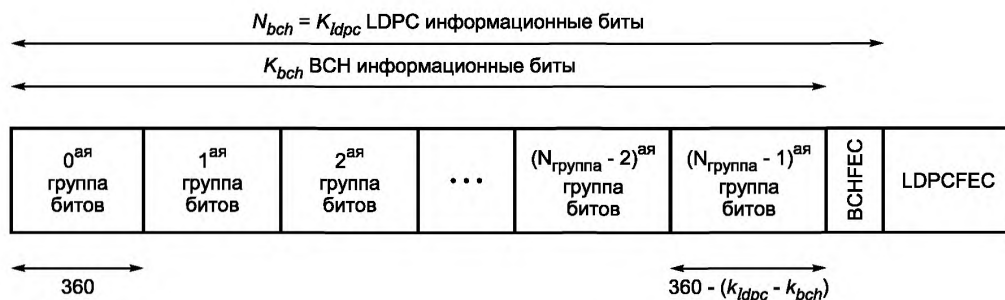 N_bch = K_ldpc LDPC информационные биты
K_bch BCH информационные биты
0^ая группа битов
1^ая группа битов
2^ая группа битов
•••
(N_группа - 2)^ая группа битов
(N_группа - 1)^ая группа битов
BCHFEC
LDPCFEC
360
360 - (k_ldpc - k_bch)